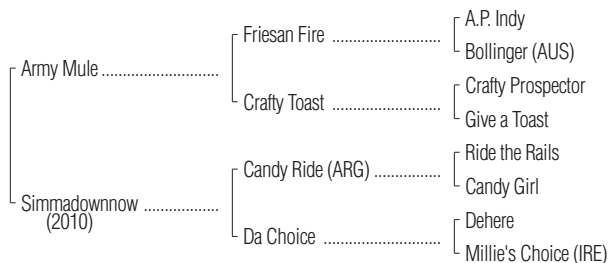 A.P. Indy
Friesan Fire ........................
Bollinger (AUS)
Army Mule ..........................
Crafty Prospector
Crafty Toast ........................
Give a Toast
Ride the Rails
Candy Ride (ARG) ...............
Candy Girl
Simmadownnow .................
(2010)
Dehere
Da Choice ..........................
Millie's Choice (IRE)